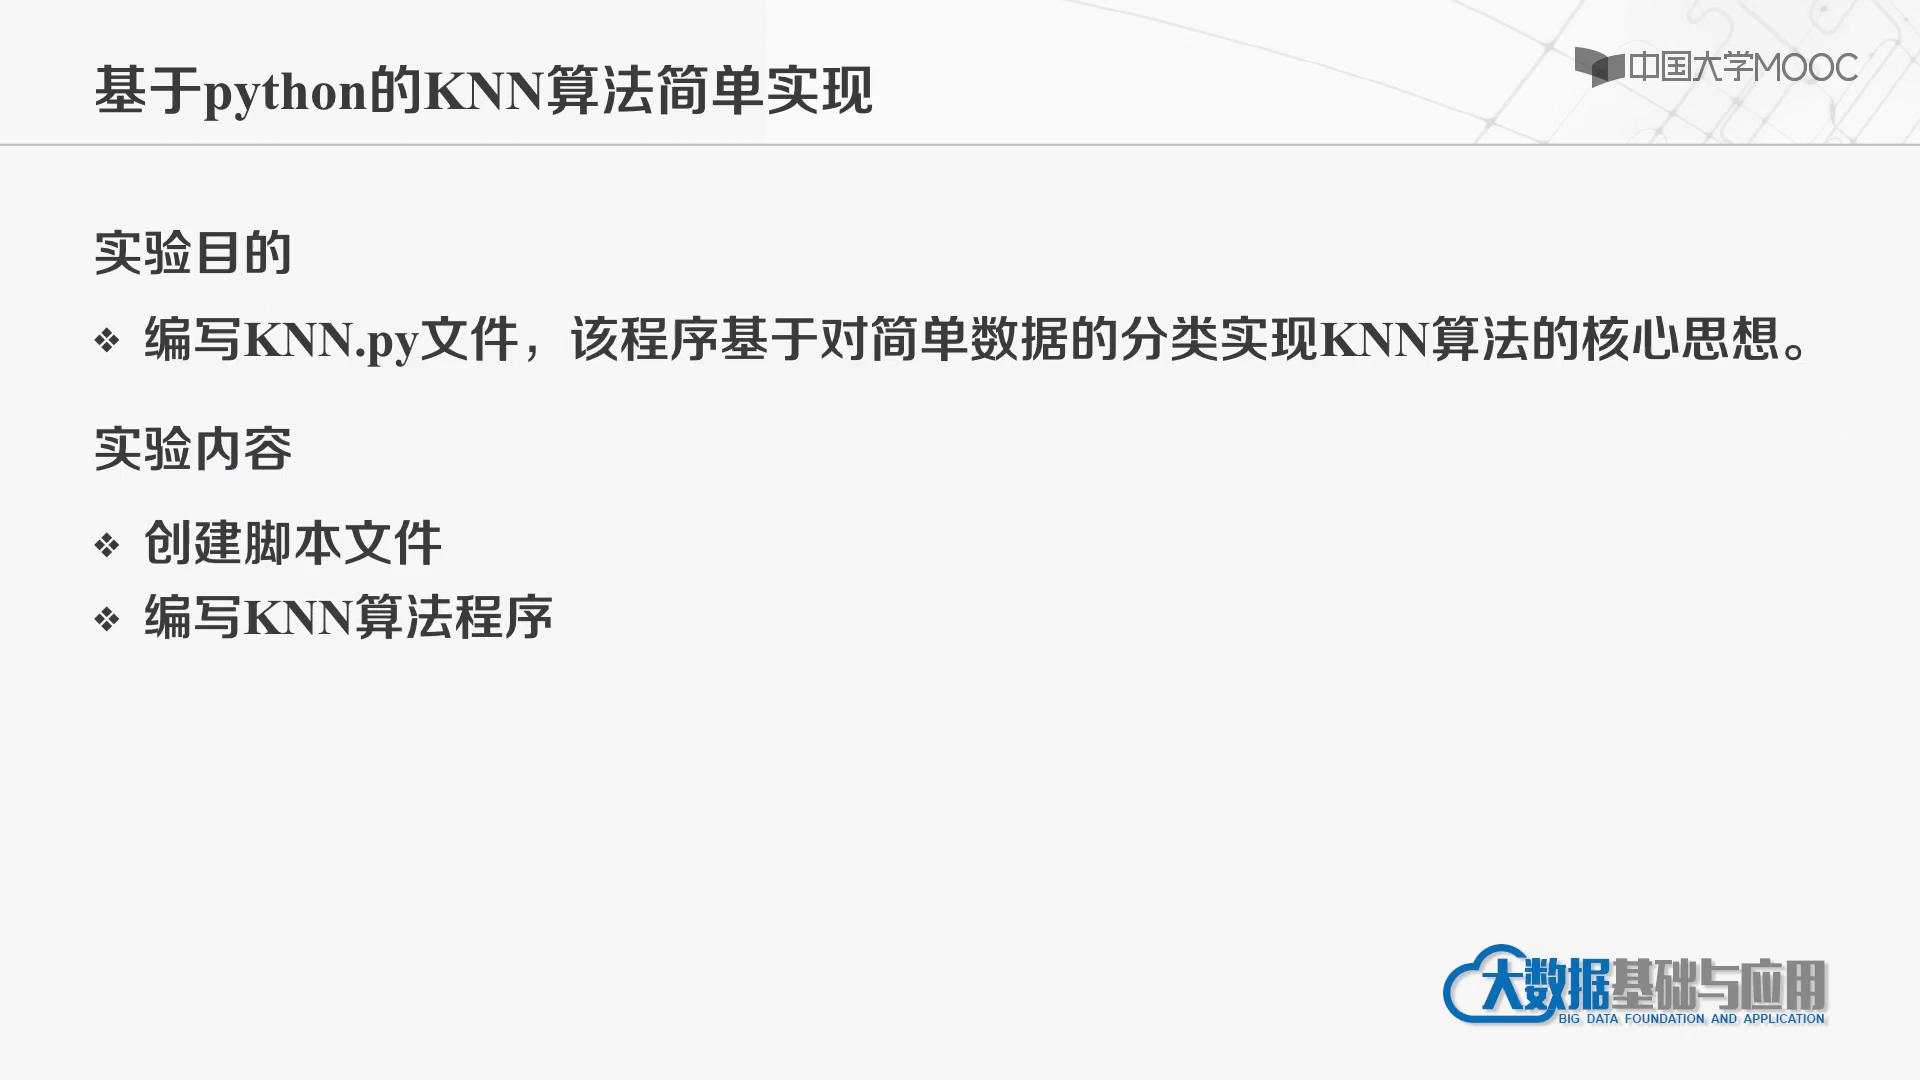 基于python的KNN算法简单实现
中国大学MOOC
实验目的
❖ 编写KNN.py文件，该程序基于对简单数据的分类实现KNN算法的核心思想。
实验内容
❖ 创建脚本文件
❖ 编写KNN算法程序
大数据基础与应用
BIG DATA FOUNDATION AND APPLICATION